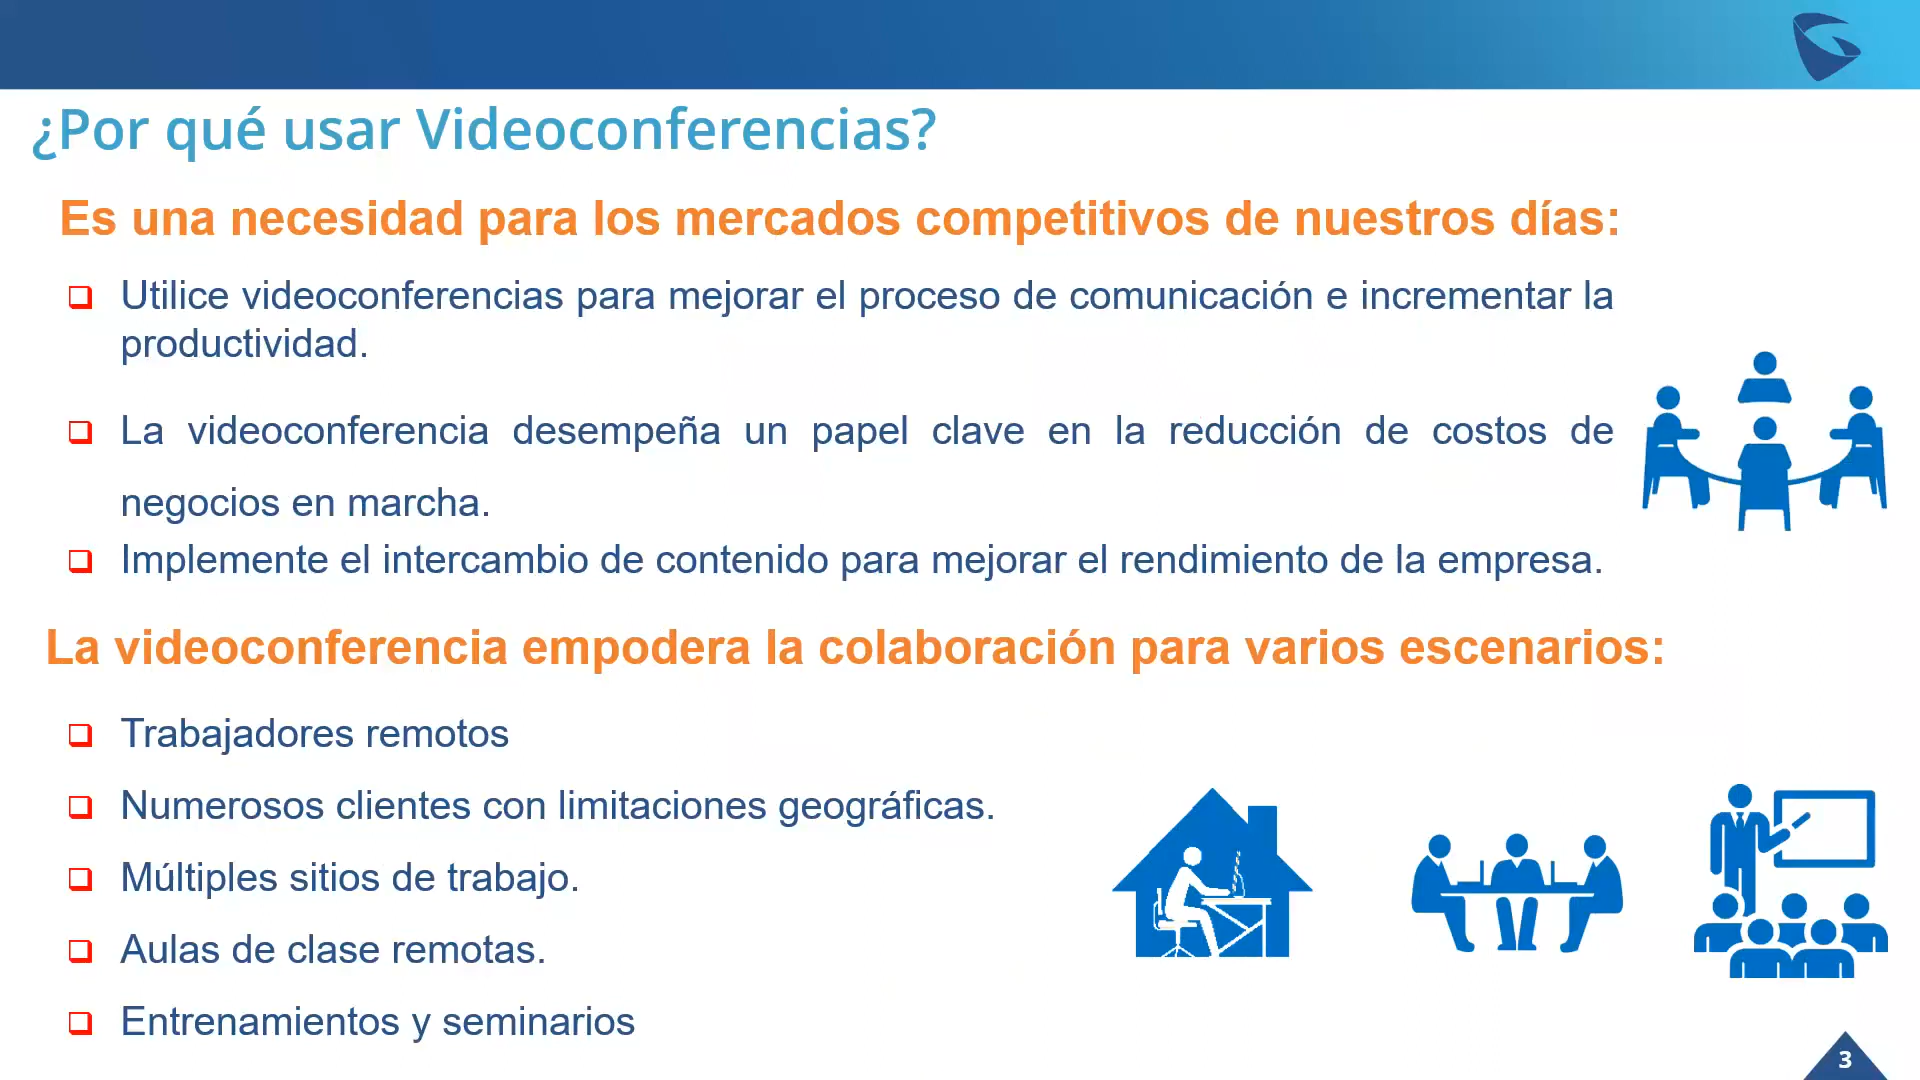 ¿Por qué usar Videoconferencias?
Es una necesidad para los mercados competitivos de nuestros días:
Utilice videoconferencias para mejorar el proceso de comunicación e incrementar la
productividad.
La videoconferencia desempeña un papel clave en la reducción de costos de
negocios en marcha.
Implemente el intercambio de contenido para mejorar el rendimiento de la empresa.
La videoconferencia empodera la colaboración para varios escenarios:
Trabajadores remotos
Numerosos clientes con limitaciones geográficas.
Múltiples sitios de trabajo.
Aulas de clase remotas.
Entrenamientos y seminarios
3